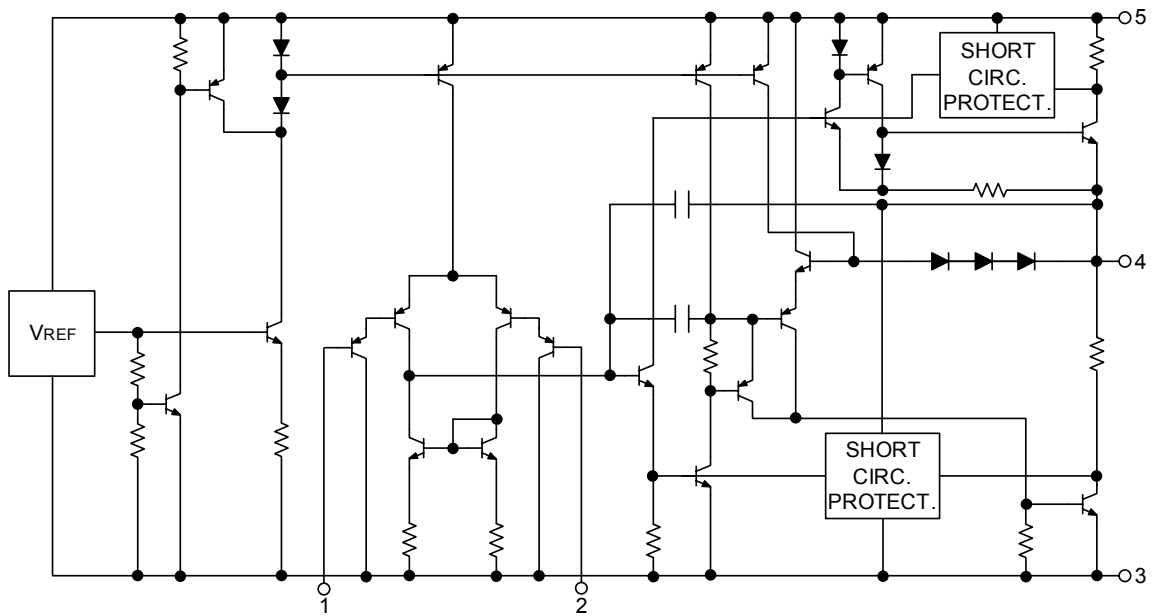 5
SHORT
CIRC.
PROTECT.
4
VREF
SHORT
CIRC.
PROTECT.
3
1
2